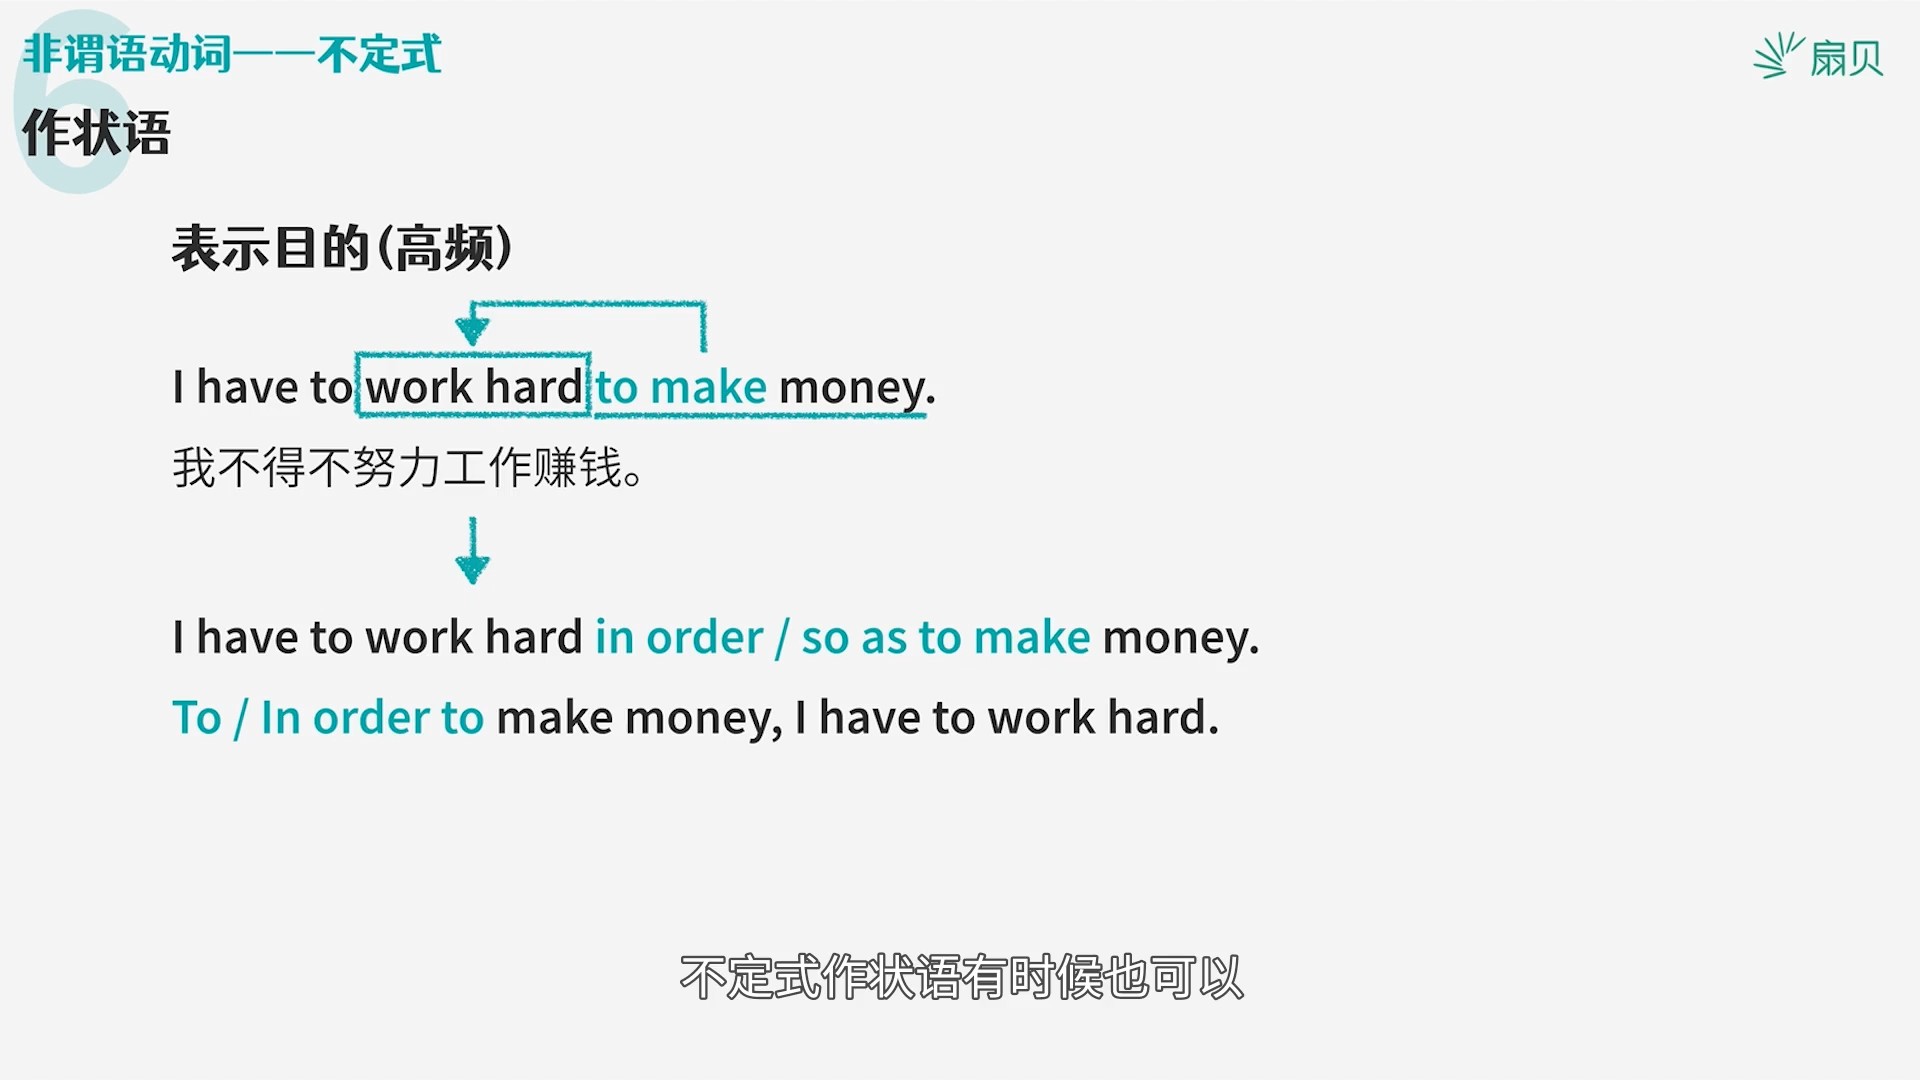 非谓语动词——不定式
扇贝
6
作状语
表示目的(高频)
I have to work hard to make money.
我不得不努力工作赚钱。
I have to work hard in order / so as to make money.
To / In order to make money, I have to work hard.
不定式作状语有时候也可以